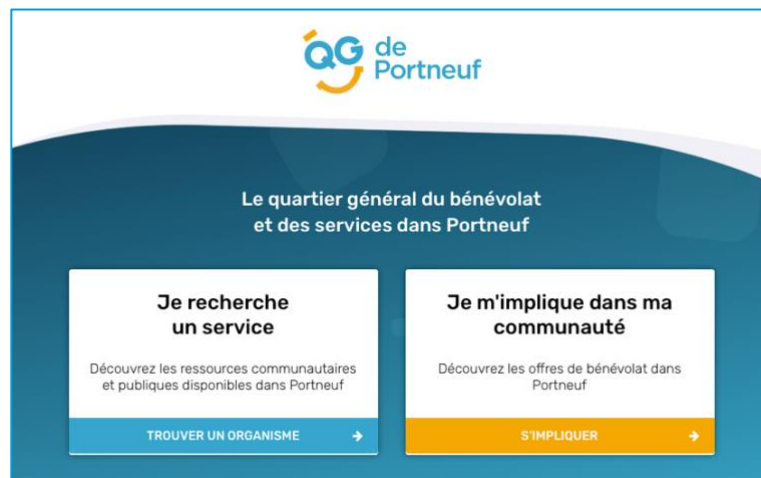 QG de
Portneuf
Le quartier général du bénévolat
et des services dans Portneuf
Je recherche
un service
Découvrez les ressources communautaires
et publiques disponibles dans Portneuf
TROUVER UN ORGANISME →
Je m'implique dans ma
communauté
Découvrez les offres de bénévolat dans
Portneuf
S'IMPLIQUER →